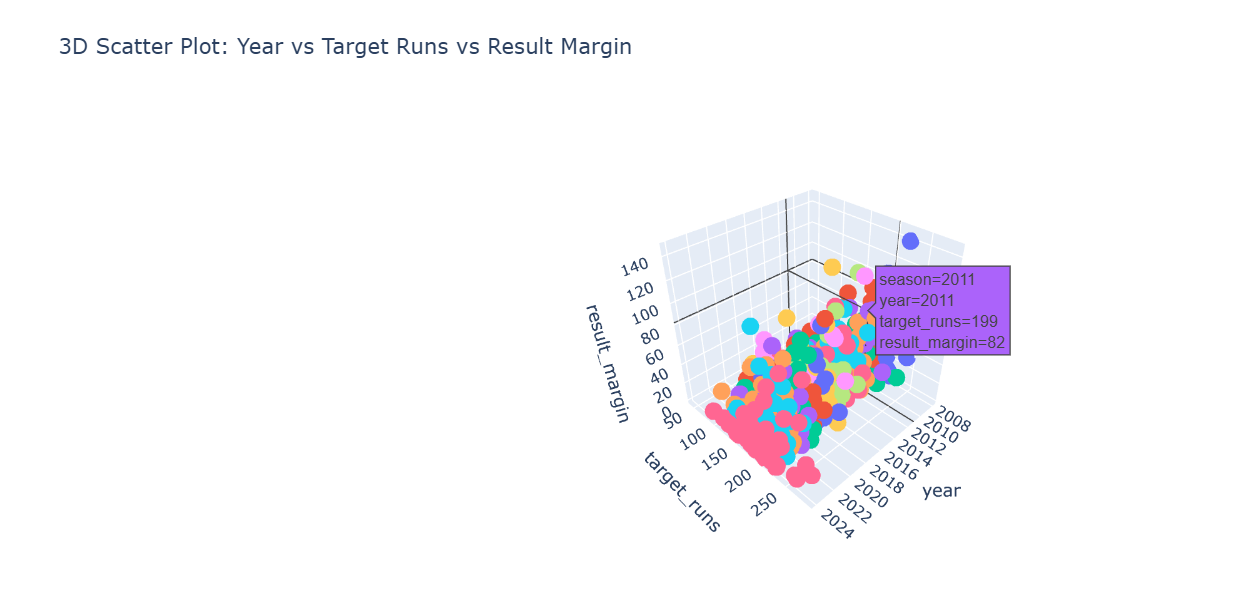 3D Scatter Plot: Year vs Target Runs vs Result Margin
season=2011
year=2011
target_runs=199
result_margin=82
140
120
100
80
60
40
20
0
result_margin
50
100
150
200
250
target_runs
2008
2010
2012
2014
2016
2018
2020
2022
2024
year